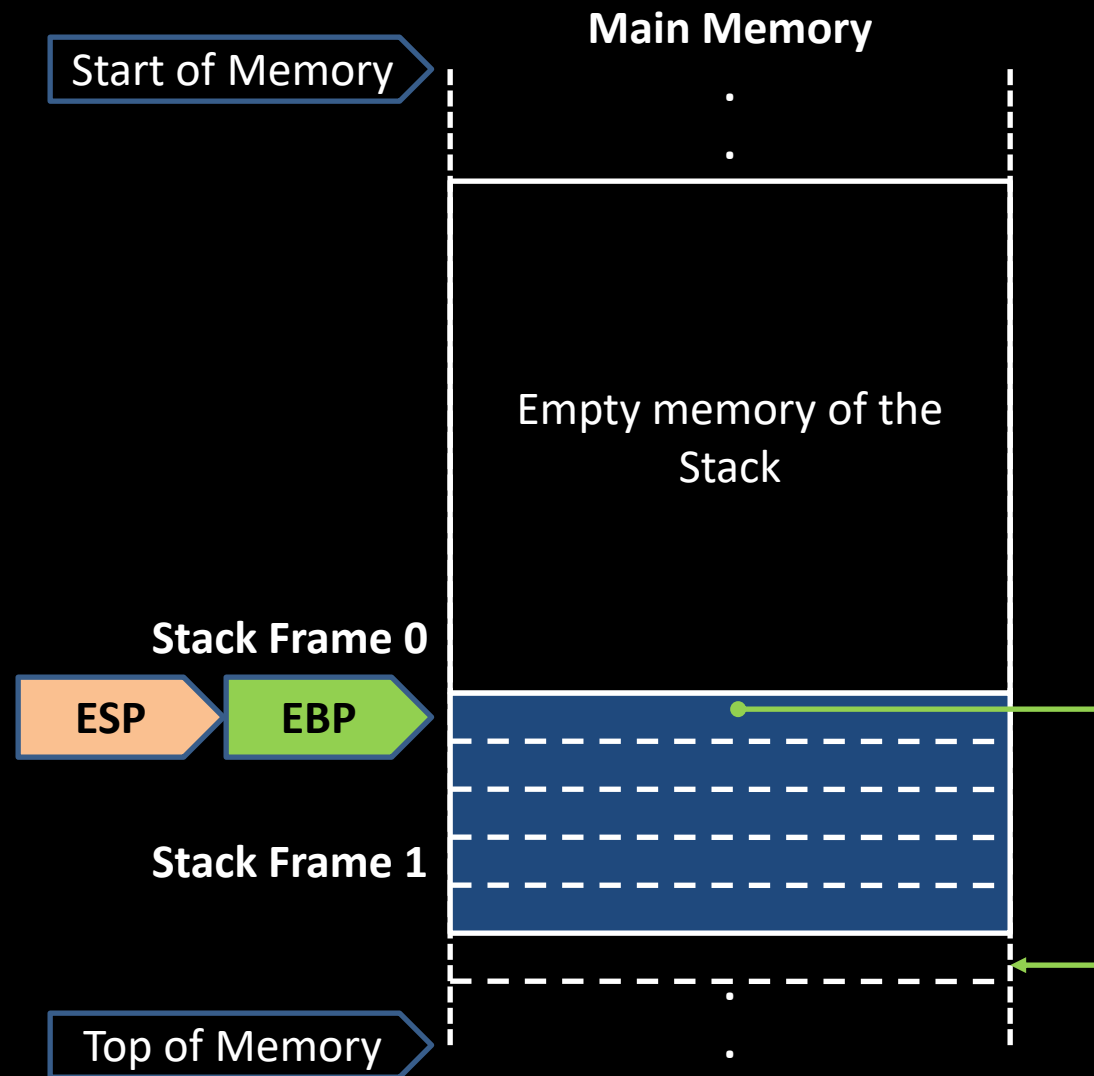 Main Memory
Start of Memory
Empty memory of the
Stack
Stack Frame 0
ESP
EBP
Stack Frame 1
Top of Memory